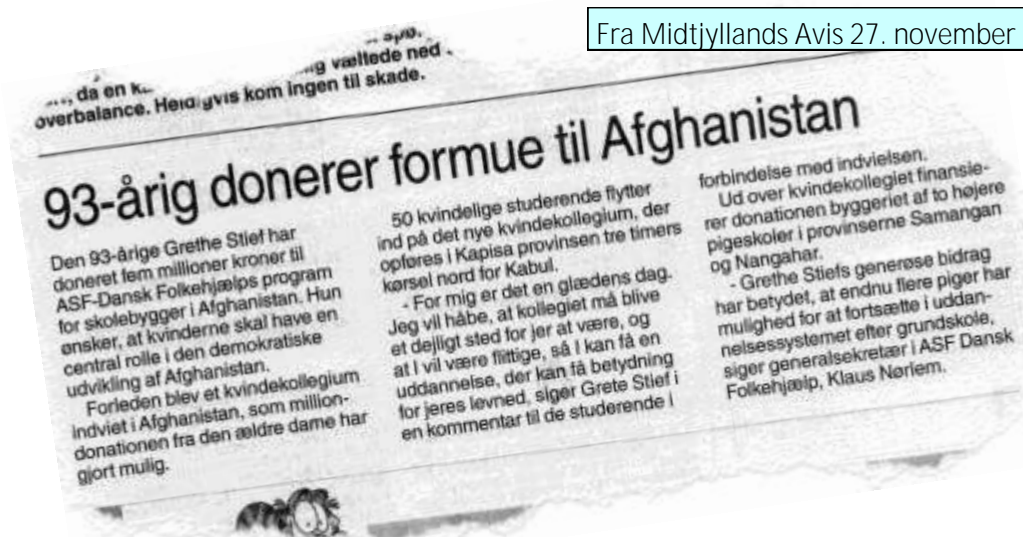 Fra Midtjyllands Avis 27. november
væltede ned
da en
overbalance. Heldigvis kom ingen til skade.
93-årig donerer formue til Afghanistan
Den 93-årige Grethe Stief har
doneret fem millioner kroner til
ASF-Dansk Folkehjælps program
for skolebygger i Afghanistan. Hun
ønsker, at kvinderne skal have en
central rolle i den demokratiske
udvikling af Afghanistan.
Forleden blev et kvindekollegium
indviet i Afghanistan, som million-
donationen fra den ældre dame har
gjort mulig.
50 kvindelige studerende flytter
ind på det nye kvindekollegium, der
opføres i Kapisa provinsen tre timers
kørsel nord for Kabul.
- For mig er det en glædens dag.
Jeg vil håbe, at kollegiet må blive
et dejligt sted for jer at være, og
at I vil være flittige, så I kan få en
uddannelse, der kan få betydning
for jeres levned, siger Grete Stief i
en kommentar til de studerende i
forbindelse med indvielsen.
Ud over kvindekollegiet finansie-
rer donationen byggeriet af to højere
pigeskoler i provinserne Samangan
og Nangahar.
- Grethe Stiefs generøse bidrag
har betydet, at endnu flere piger har
mulighed for at fortsætte i uddan-
nelsessystemet efter grundskole,
siger generalsekretær i ASF Dansk
Folkehjælp, Klaus Nørlem.